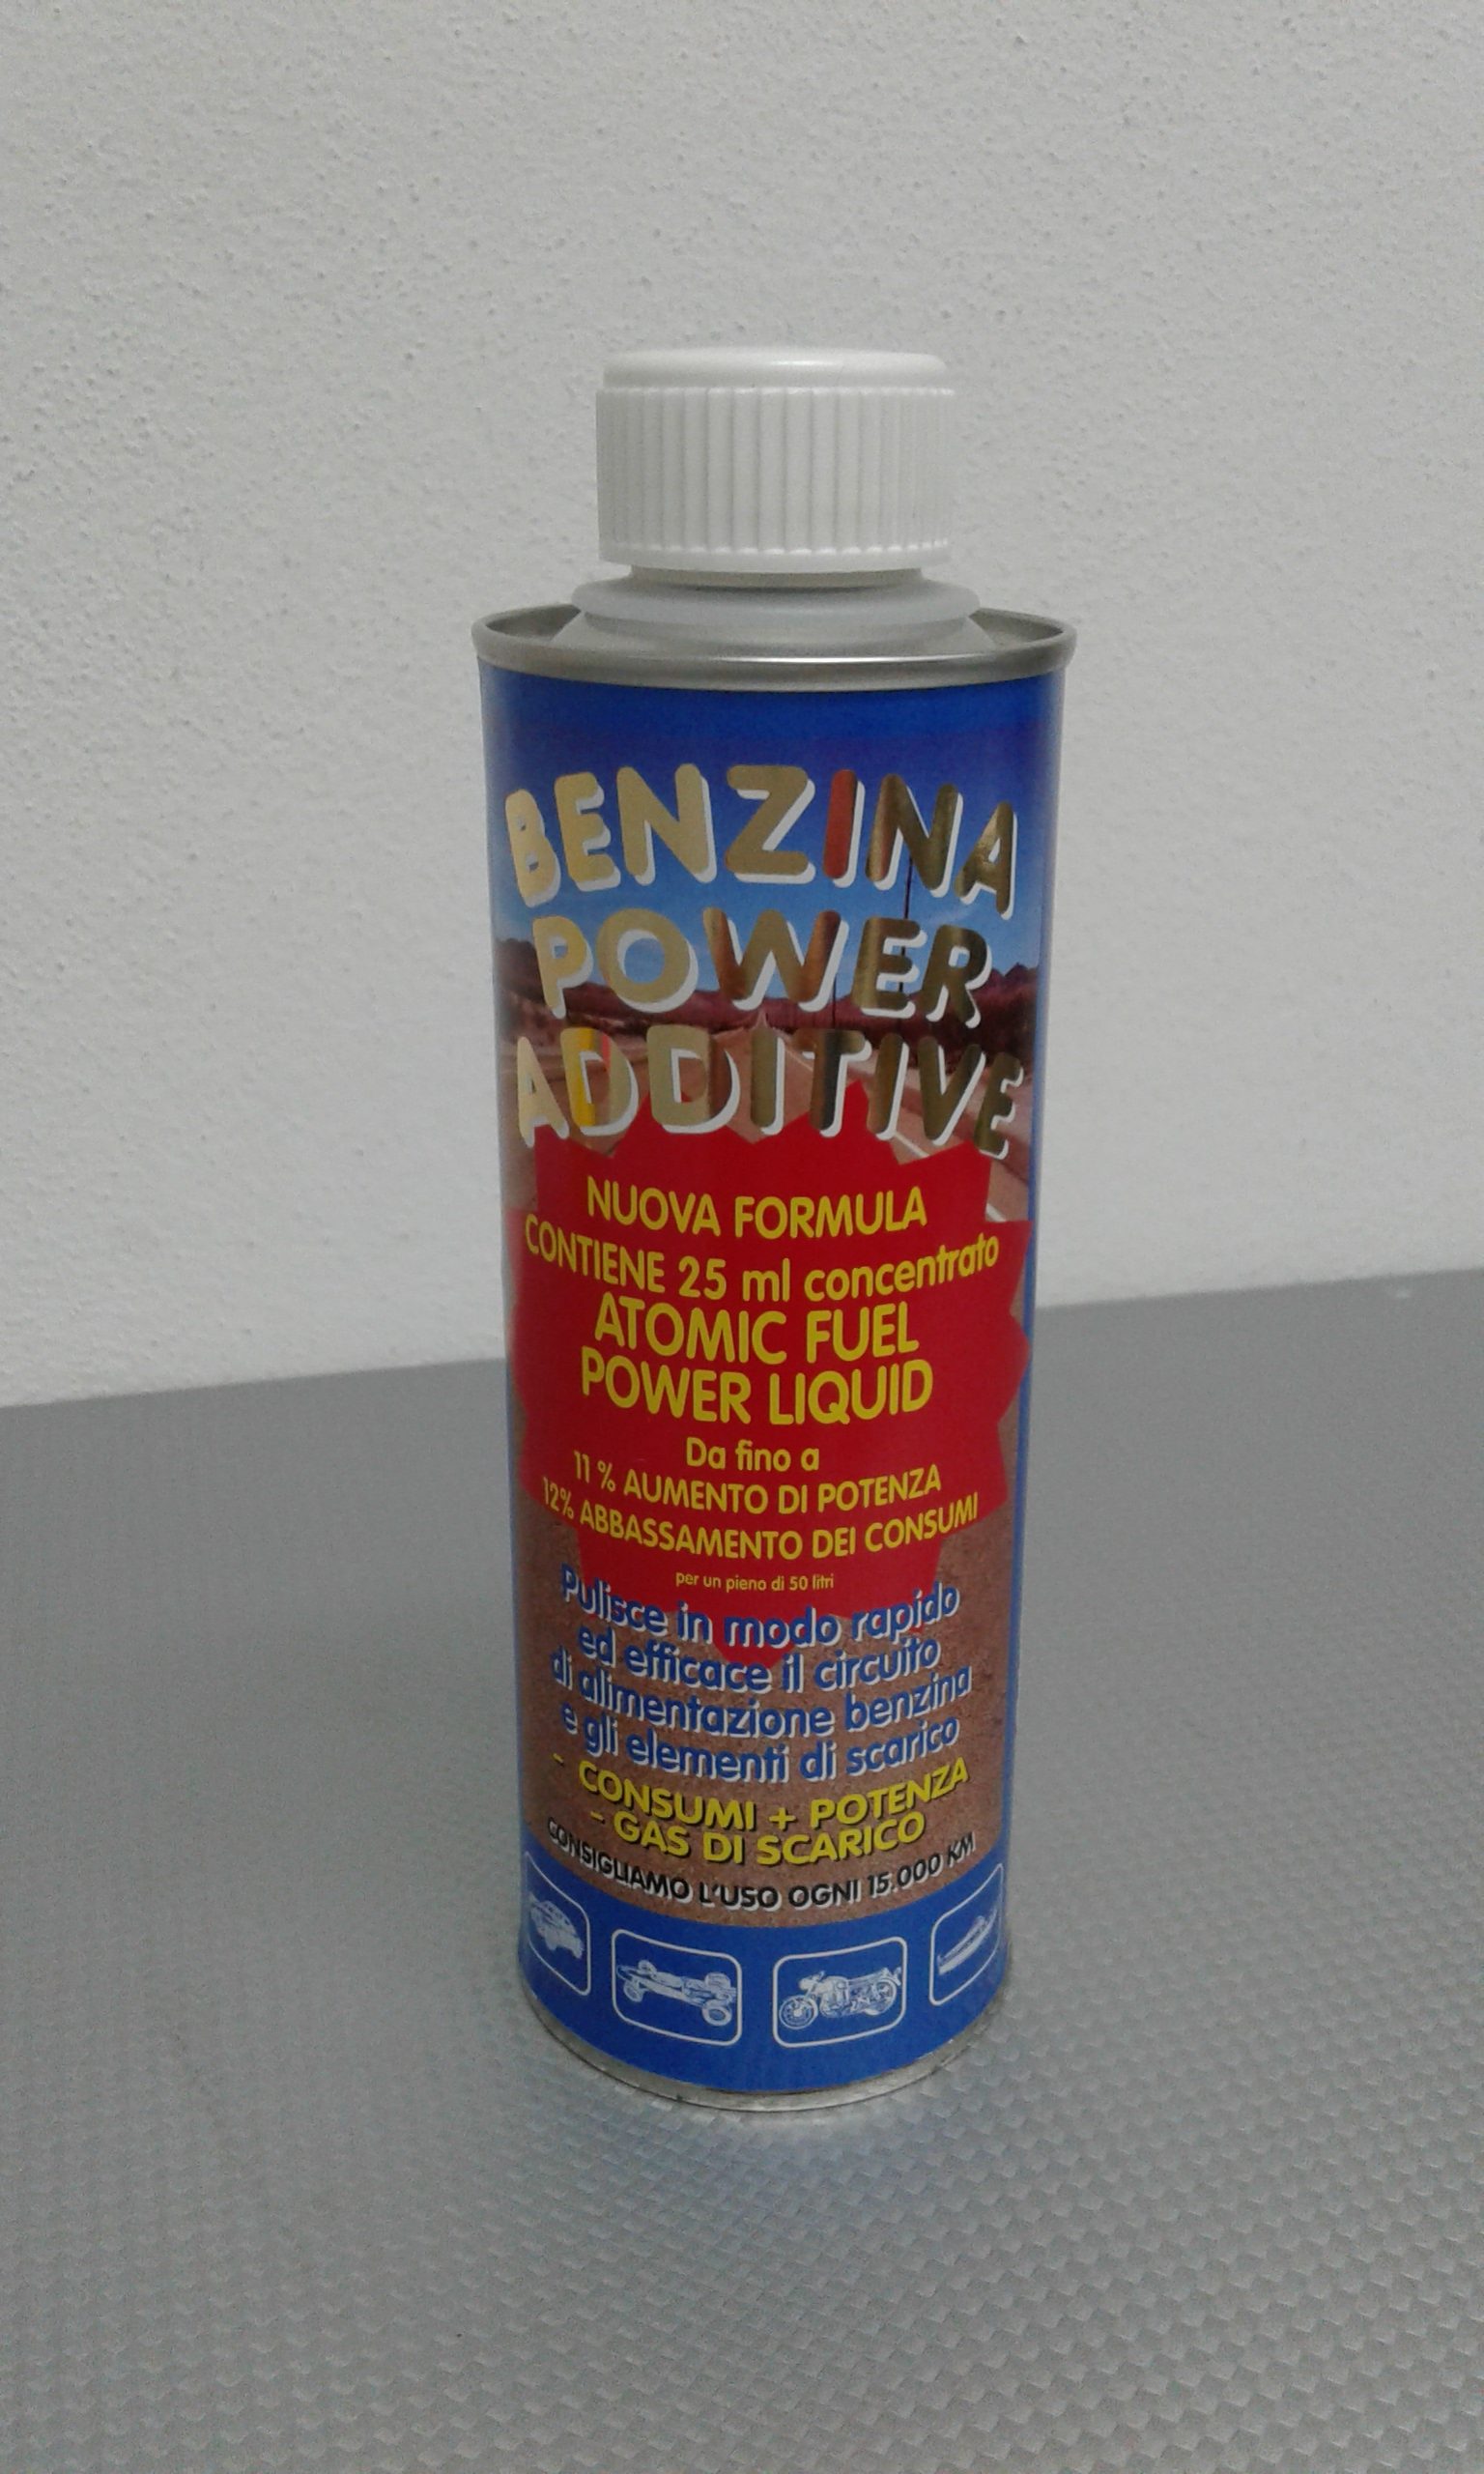 BENZINA
POWER
ADDITIVE
NUOVA FORMULA
CONTIENE 25 ml concentrato
ATOMIC FUEL
POWER LIQUID
Da fino a
11 % AUMENTO DI POTENZA
12% ABBASSAMENTO DEI CONSUMI
per un pieno di 50 litri
Pulisce in modo rapido
ed efficace il circuito
di alimentazione benzina
e gli elementi di scarico
- CONSUMI + POTENZA
- GAS DI SCARICO
CONSIGLIAMO L'USO OGNI 15.000 KM